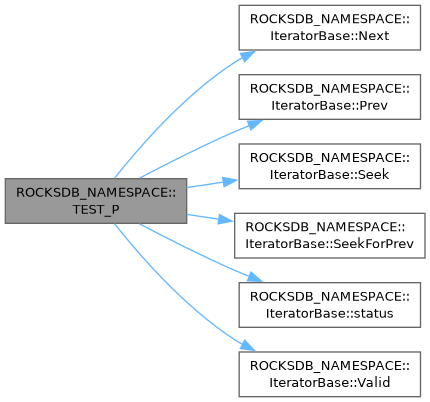 ROCKSDB_NAMESPACE::
TEST_P
ROCKSDB_NAMESPACE::
IteratorBase::Next
ROCKSDB_NAMESPACE::
IteratorBase::Prev
ROCKSDB_NAMESPACE::
IteratorBase::Seek
ROCKSDB_NAMESPACE::
IteratorBase::SeekForPrev
ROCKSDB_NAMESPACE::
IteratorBase::status
ROCKSDB_NAMESPACE::
IteratorBase::Valid